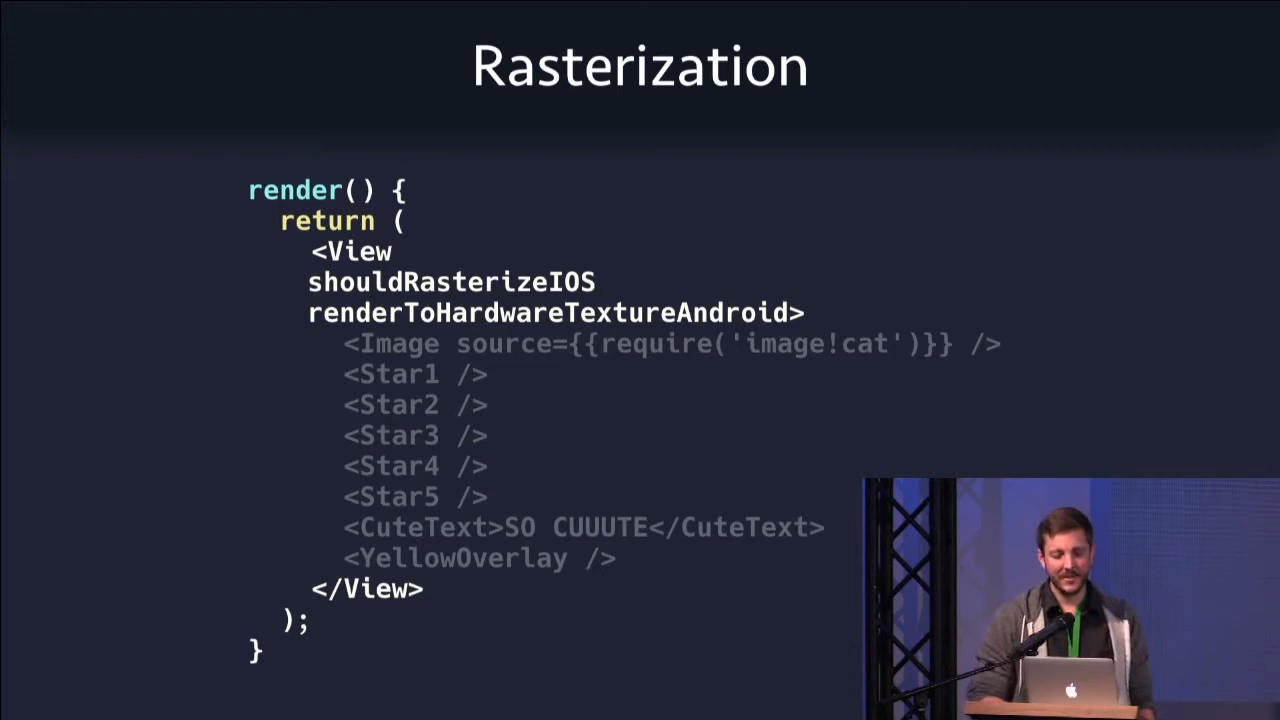 Rasterization
render() {
return (
<View
shouldRasterizeIOS
renderToHardwareTextureAndroid>
<Image source={{require('image!cat')}} />
<Star1 />
<Star2 />
<Star3 />
<Star4 />
<Star5 />
<CuteText>SO CUUUTE</CuteText>
<YellowOverlay />
</View>
);
}